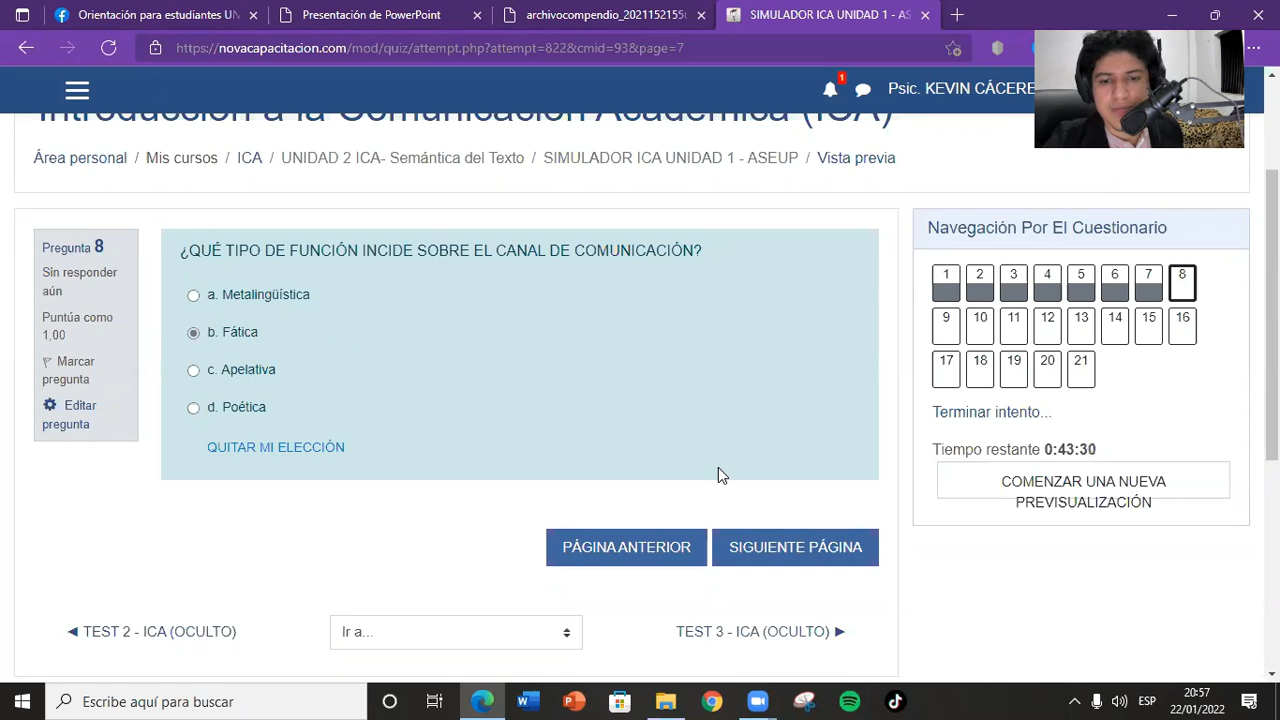 Orientación para estudiantes UN
Presentación de PowerPoint
archivocompendio_2021152155
SIMULADOR ICA UNIDAD 1 - ASE
https://novacapacitacion.com/mod/quiz/attempt.php?attempt=822&cmid=93&page=7
1
Psic. KEVIN CÁCERE
Introducción a la Comunicación Académica (ICA)
Área personal / Mis cursos / ICA / UNIDAD 2 ICA- Semántica del Texto / SIMULADOR ICA UNIDAD 1 - ASEUP / Vista previa
Pregunta 8
Sin responder
aún
Puntúa como
1,00
Marcar
pregunta
Editar
pregunta
¿QUÉ TIPO DE FUNCIÓN INCIDE SOBRE EL CANAL DE COMUNICACIÓN?
a. Metalingüística
b. Fática
c. Apelativa
d. Poética
QUITAR MI ELECCIÓN
PÁGINA ANTERIOR
SIGUIENTE PÁGINA
◄ TEST 2 - ICA (OCULTO)
Ir a...
TEST 3 - ICA (OCULTO) ►
Navegación Por El Cuestionario
1 2 3 4 5 6 7 8
9 10 11 12 13 14 15 16
17 18 19 20 21
Terminar intento...
Tiempo restante 0:43:30
COMENZAR UNA NUEVA
PREVISUALIZACIÓN
Escribe aquí para buscar
ESP
20:57
22/01/2022